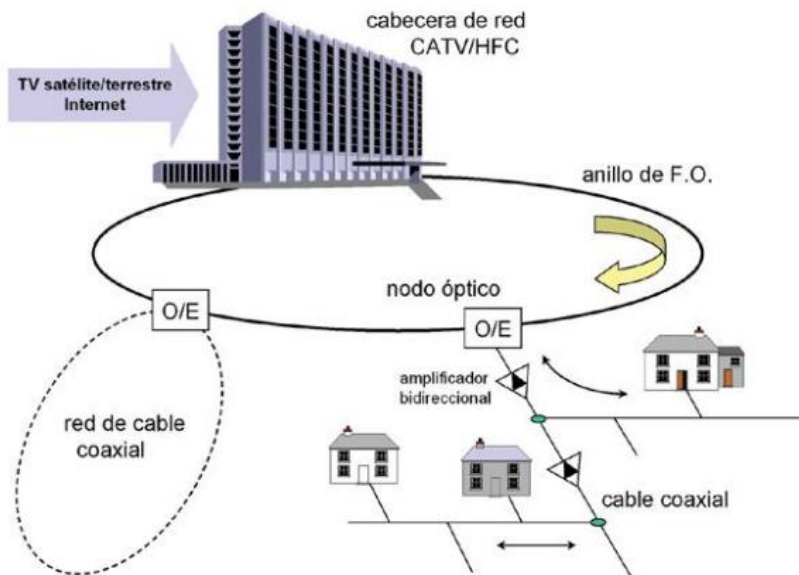 cabecera de red
CATV/HFC
TV satélite/terrestre
Internet
anillo de F.O.
nodo óptico
O/E
O/E
amplificador
bidireccional
red de cable
coaxial
cable coaxial